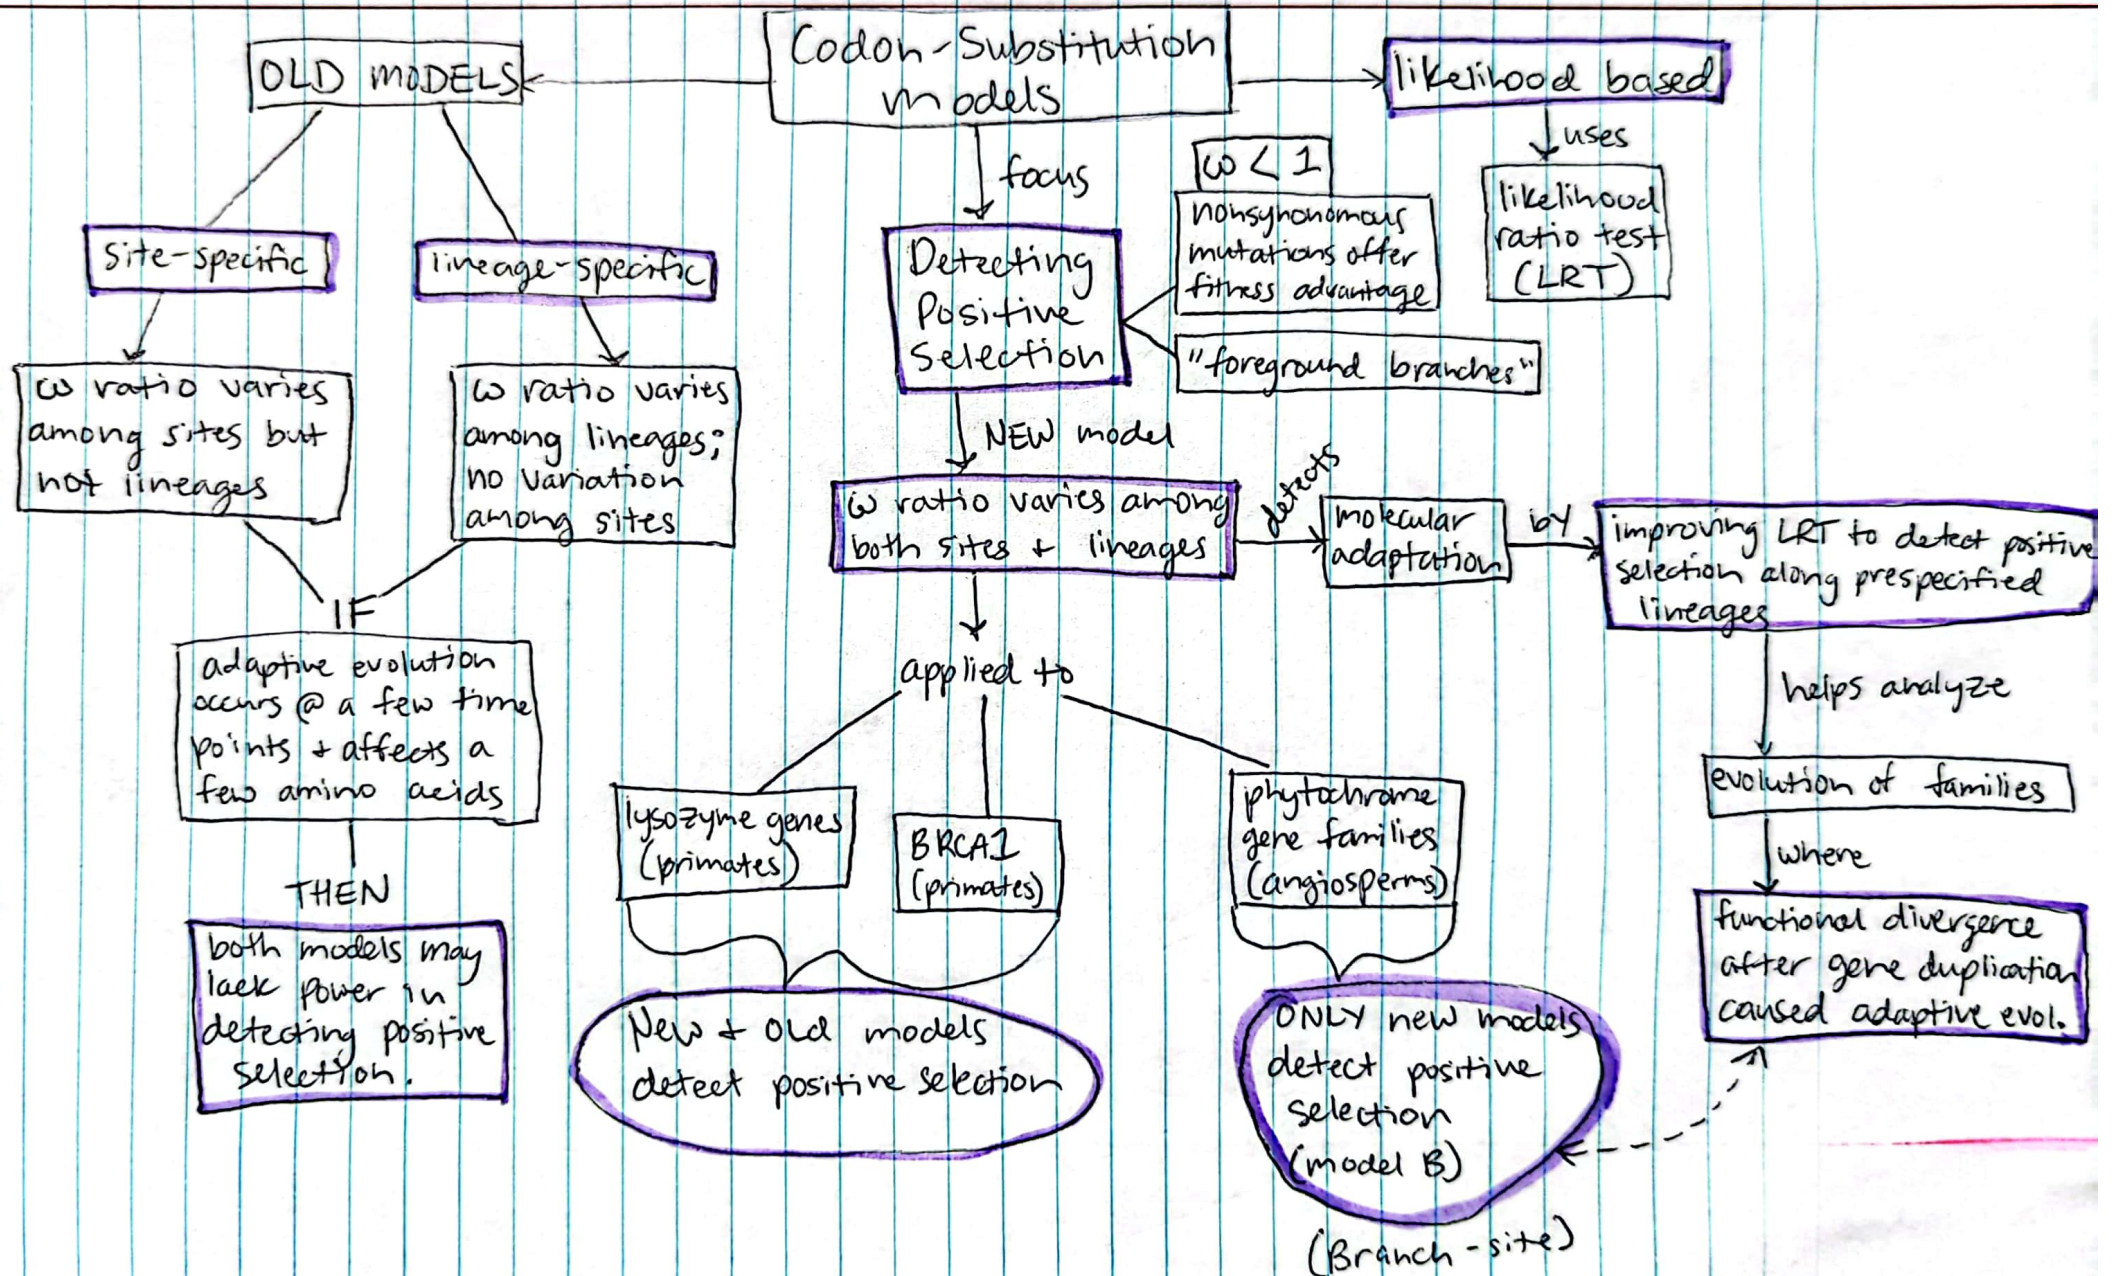 Codon-Substitution
models
OLD MODELS
likelihood based
uses
likelihood
ratio test
(LRT)
focus
ω < 1
nonsynonomous
mutations offer
fitness advantage
"foreground branches"
Detecting
Positive
Selection
site-specific
lineage-specific
ω ratio varies
among sites but
not lineages
ω ratio varies
among lineages;
no variation
among sites
IF
adaptive evolution
occurs @ a few time
points + affects a
few amino acids
THEN
both models may
lack power in
detecting positive
selection.
NEW model
ω ratio varies among
both sites + lineages
detects
molecular
adaptation
by
improving LRT to detect positive
selection along prespecified
lineages
helps analyze
evolution of families
where
functional divergence
after gene duplication
caused adaptive evol.
applied to
lysozyme genes
(primates)
BRCA1
(primates)
phytochrome
gene families
(angiosperms)
New + Old models
detect positive selection
ONLY new models
detect positive
selection
(model B)
(Branch-site)